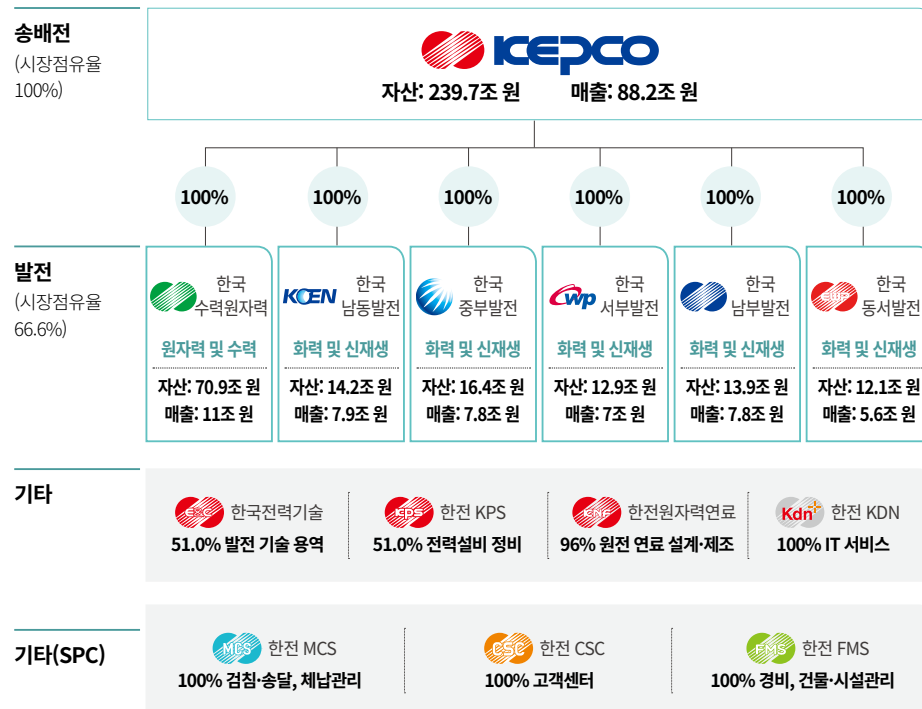 송배전
(시장점유율
100%)
KEPCO
자산: 239.7조 원 매출: 88.2조 원
100% 100% 100% 100% 100% 100%
발전
(시장점유율
66.6%)
한국
수력원자력
원자력 및 수력
자산: 70.9조 원
매출: 11조 원
KOEN
한국
남동발전
화력 및 신재생
자산: 14.2조 원
매출: 7.9조 원
한국
중부발전
화력 및 신재생
자산: 16.4조 원
매출: 7.8조 원
wp
한국
서부발전
화력 및 신재생
자산: 12.9조 원
매출: 7조 원
한국
남부발전
화력 및 신재생
자산: 13.9조 원
매출: 7.8조 원
EWP
한국
동서발전
화력 및 신재생
자산: 12.1조 원
매출: 5.6조 원
기타
E&C 한국전력기술
51.0% 발전 기술 용역
KPS 한전 KPS
51.0% 전력설비 정비
KNF 한전원자력연료
96% 원전 연료 설계·제조
Kdn 한전 KDN
100% IT 서비스
기타(SPC)
MCS 한전 MCS
100% 검침·송달, 체납관리
CSC 한전 CSC
100% 고객센터
FMS 한전 FMS
100% 경비, 건물·시설관리